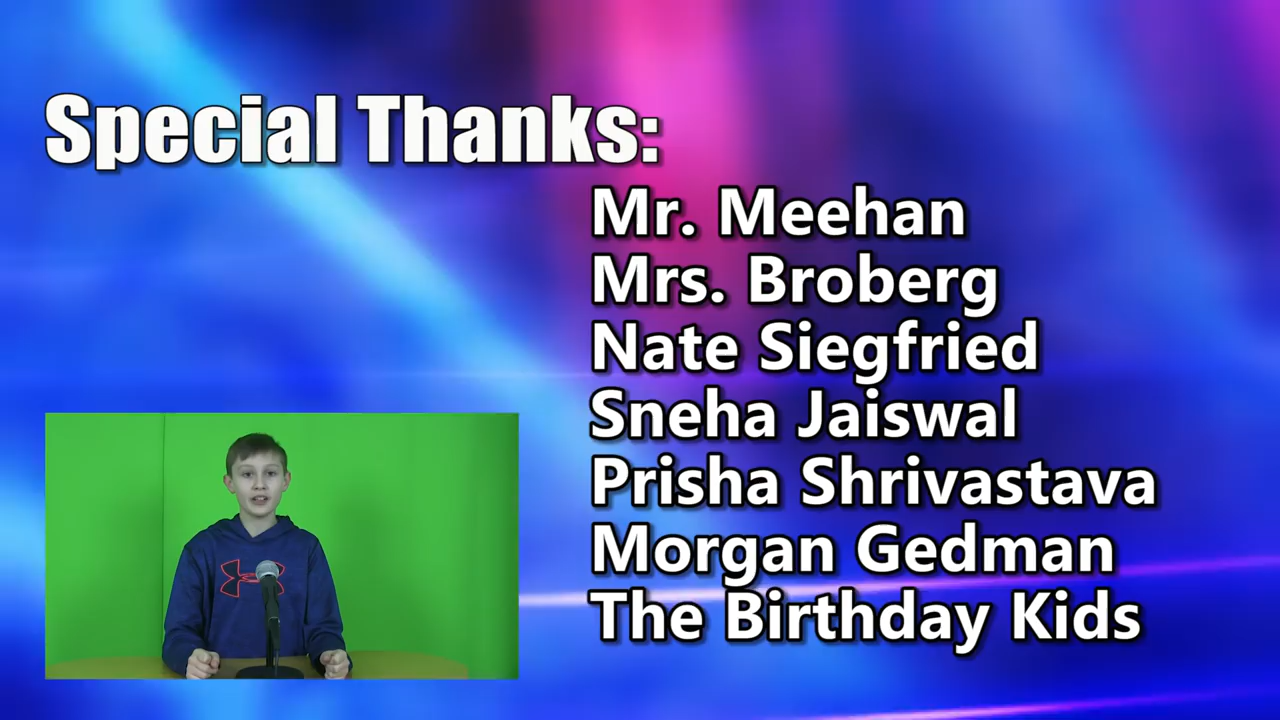 Special Thanks:
Mr. Meehan
Mrs. Broberg
Nate Siegfried
Sneha Jaiswal
Prisha Shrivastava
Morgan Gedman
The Birthday Kids